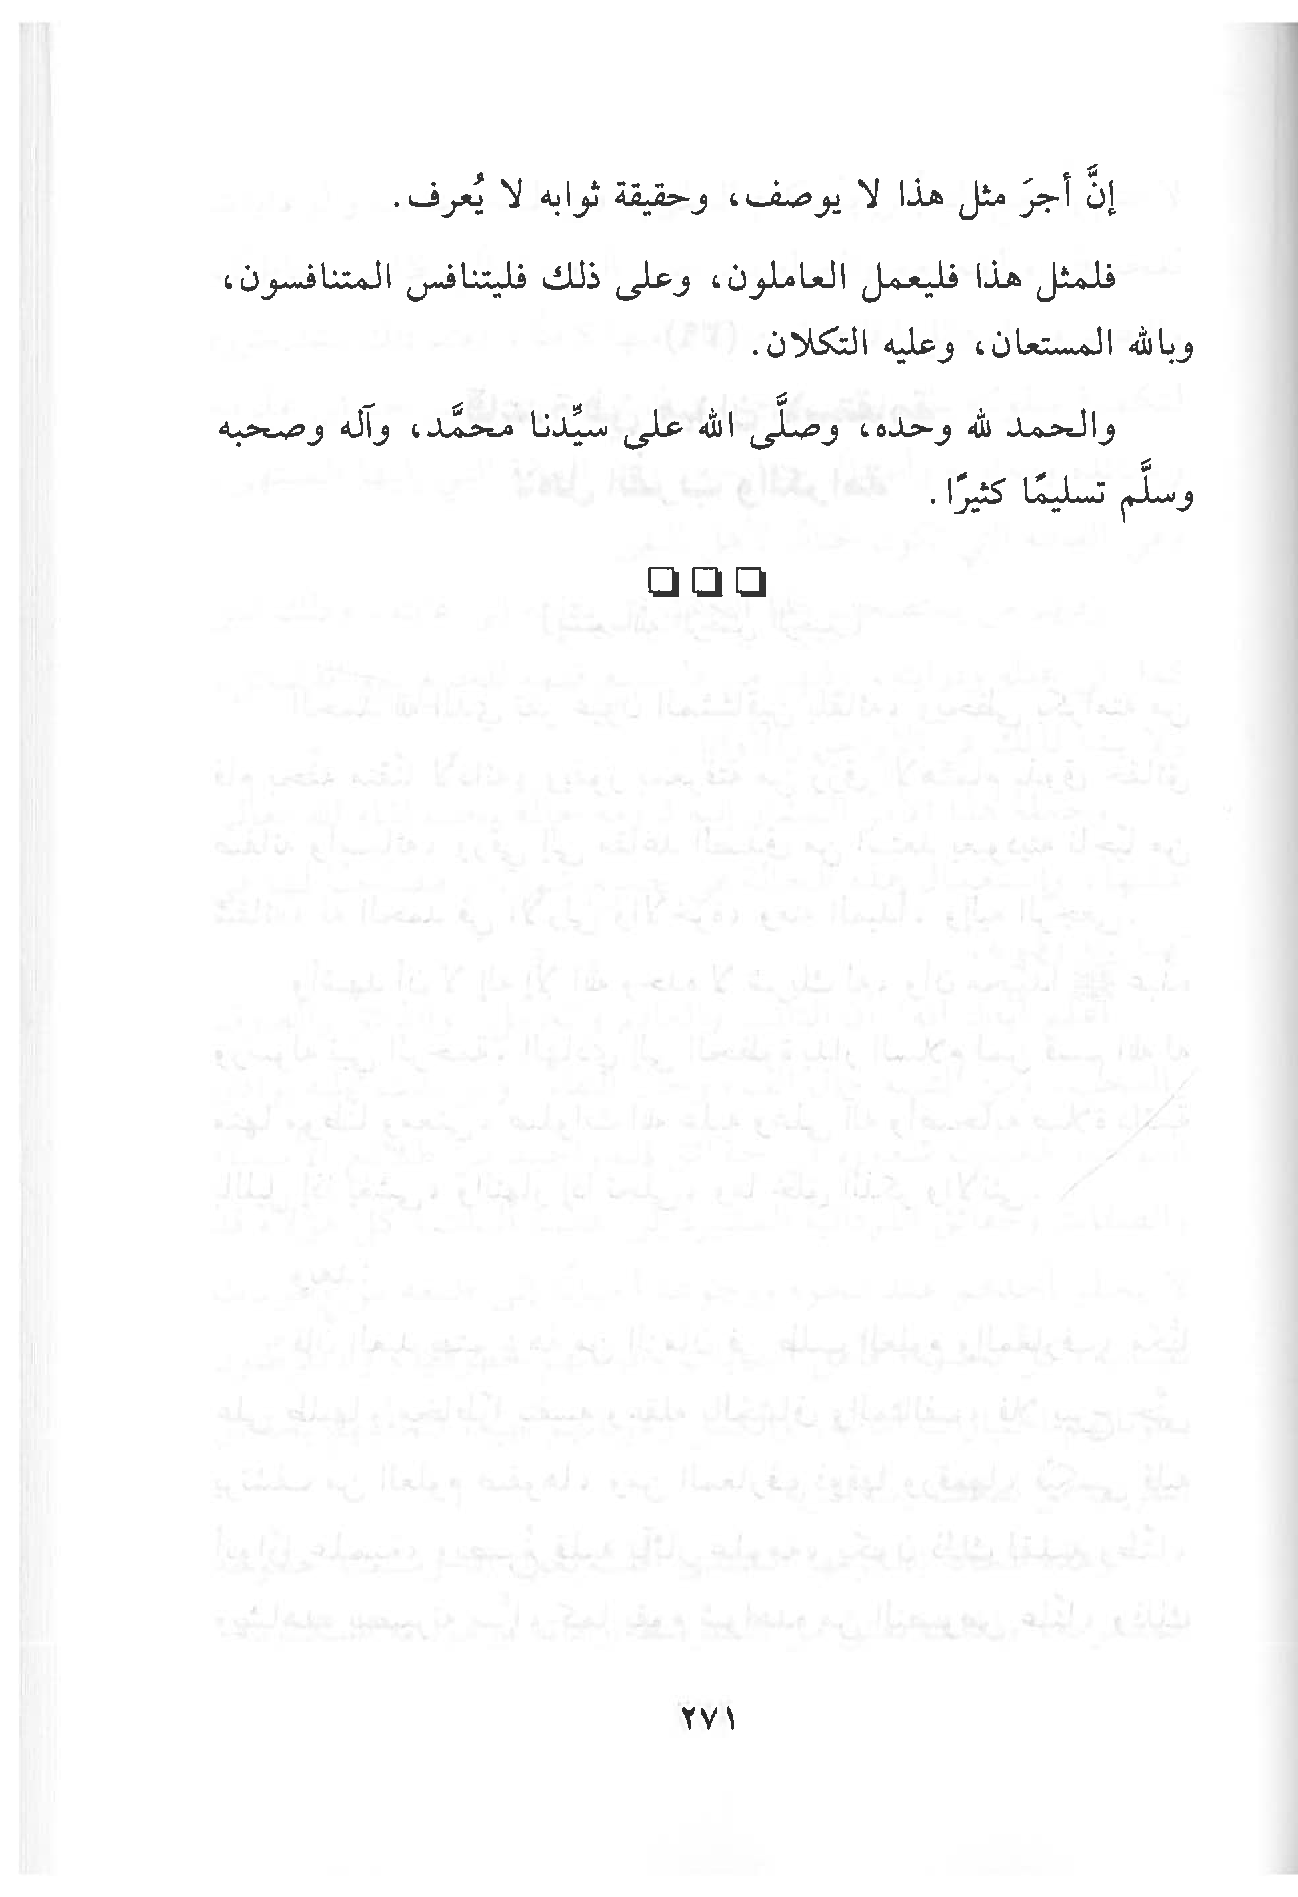 إنَّ أجرَ مثل هذا لا يوصف، وحقيقة ثوابه لا يُعرف.
فلمثل هذا فليعمل العاملون، وعلى ذلك فليتنافس المتنافسون،
وبالله المستعان، وعليه التكلان.
والحمد لله وحده، وصلَّى الله على سيِّدنا محمَّد، وآله وصحبه
وسلَّم تسليمًا كثيرًا.
٢٧١